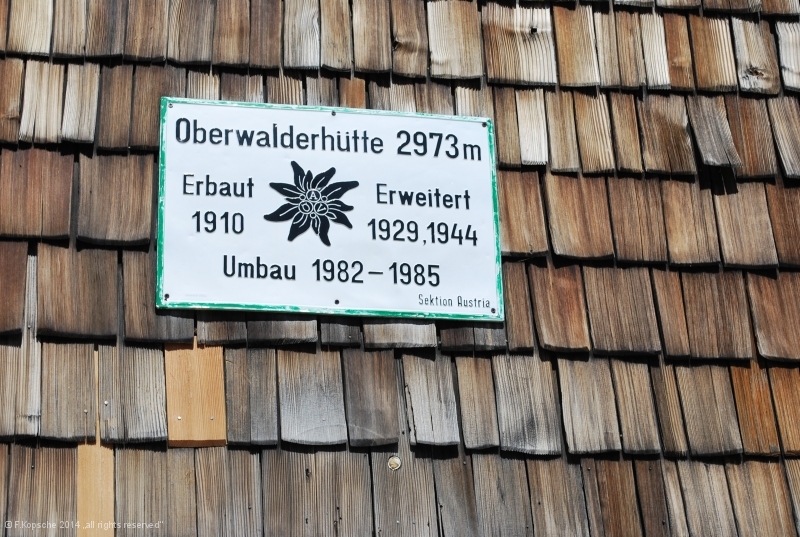 Oberwalderhütte 2973m
Erbaut
1910
Erweitert
1929,1944
Umbau 1982–1985
Sektion Austria
© F.Kopsche 2014 „all rights reserved"